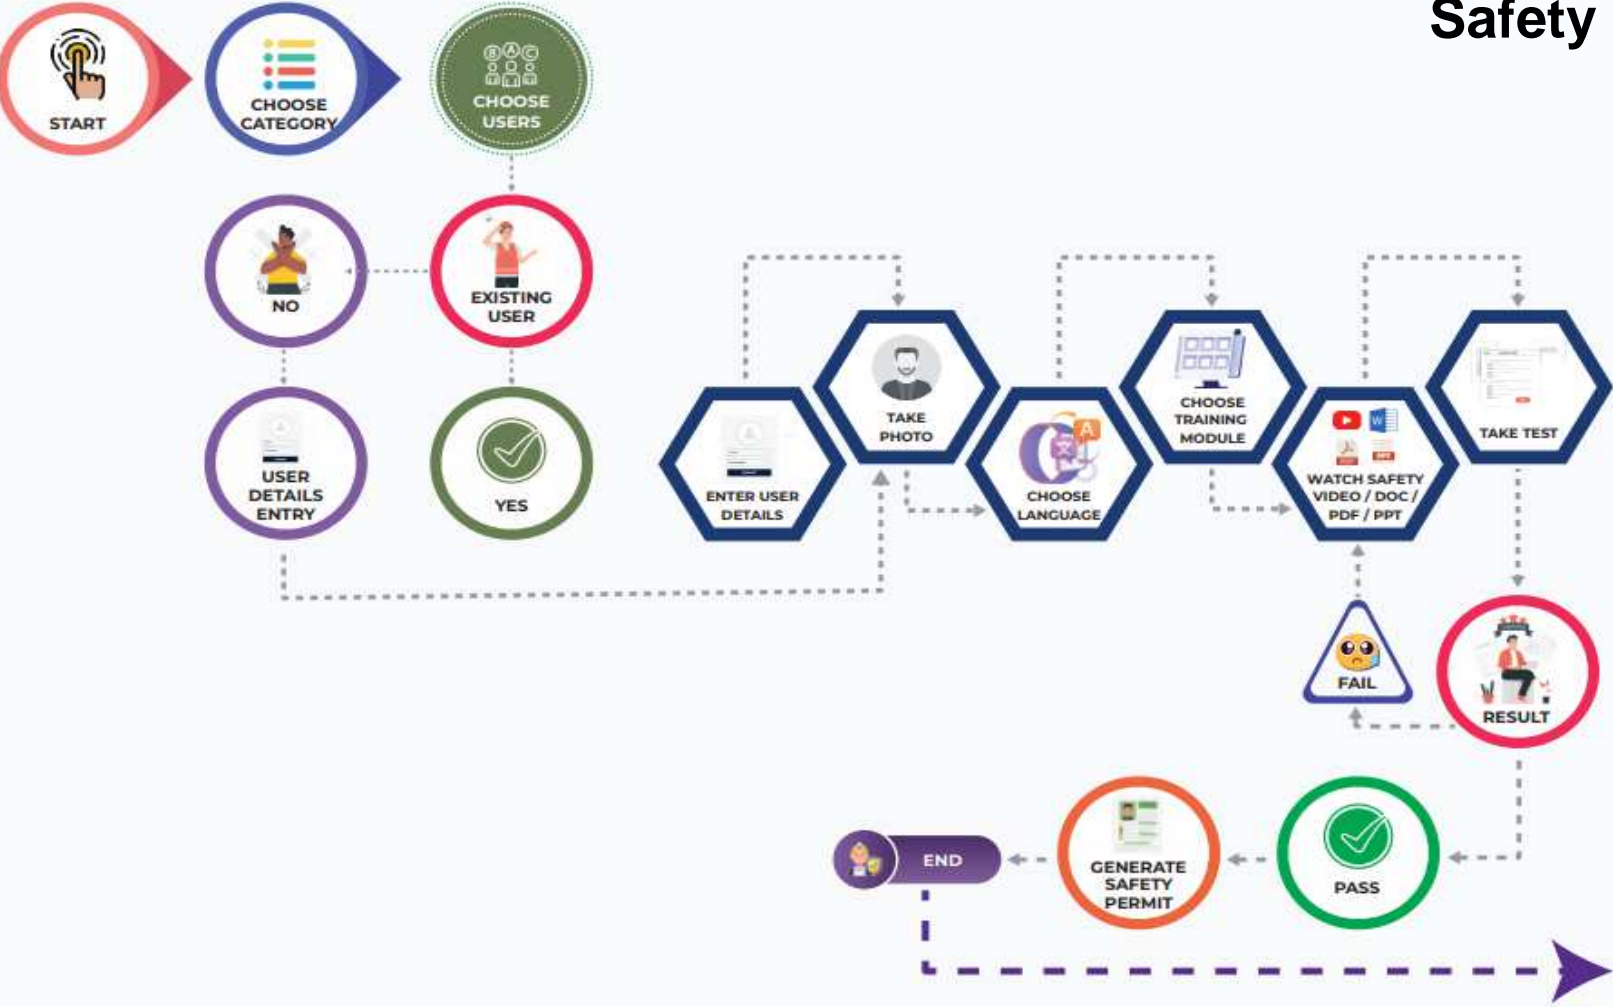 Safety
START
CHOOSE
CATEGORY
B A C
CHOOSE
USERS
NO
EXISTING
USER
USER
DETAILS
ENTRY
YES
ENTER USER
DETAILS
TAKE
PHOTO
CHOOSE
LANGUAGE
CHOOSE
TRAINING
MODULE
WATCH SAFETY
VIDEO / DOC /
PDF / PPT
TAKE TEST
FAIL
RESULT
END
GENERATE
SAFETY
PERMIT
PASS